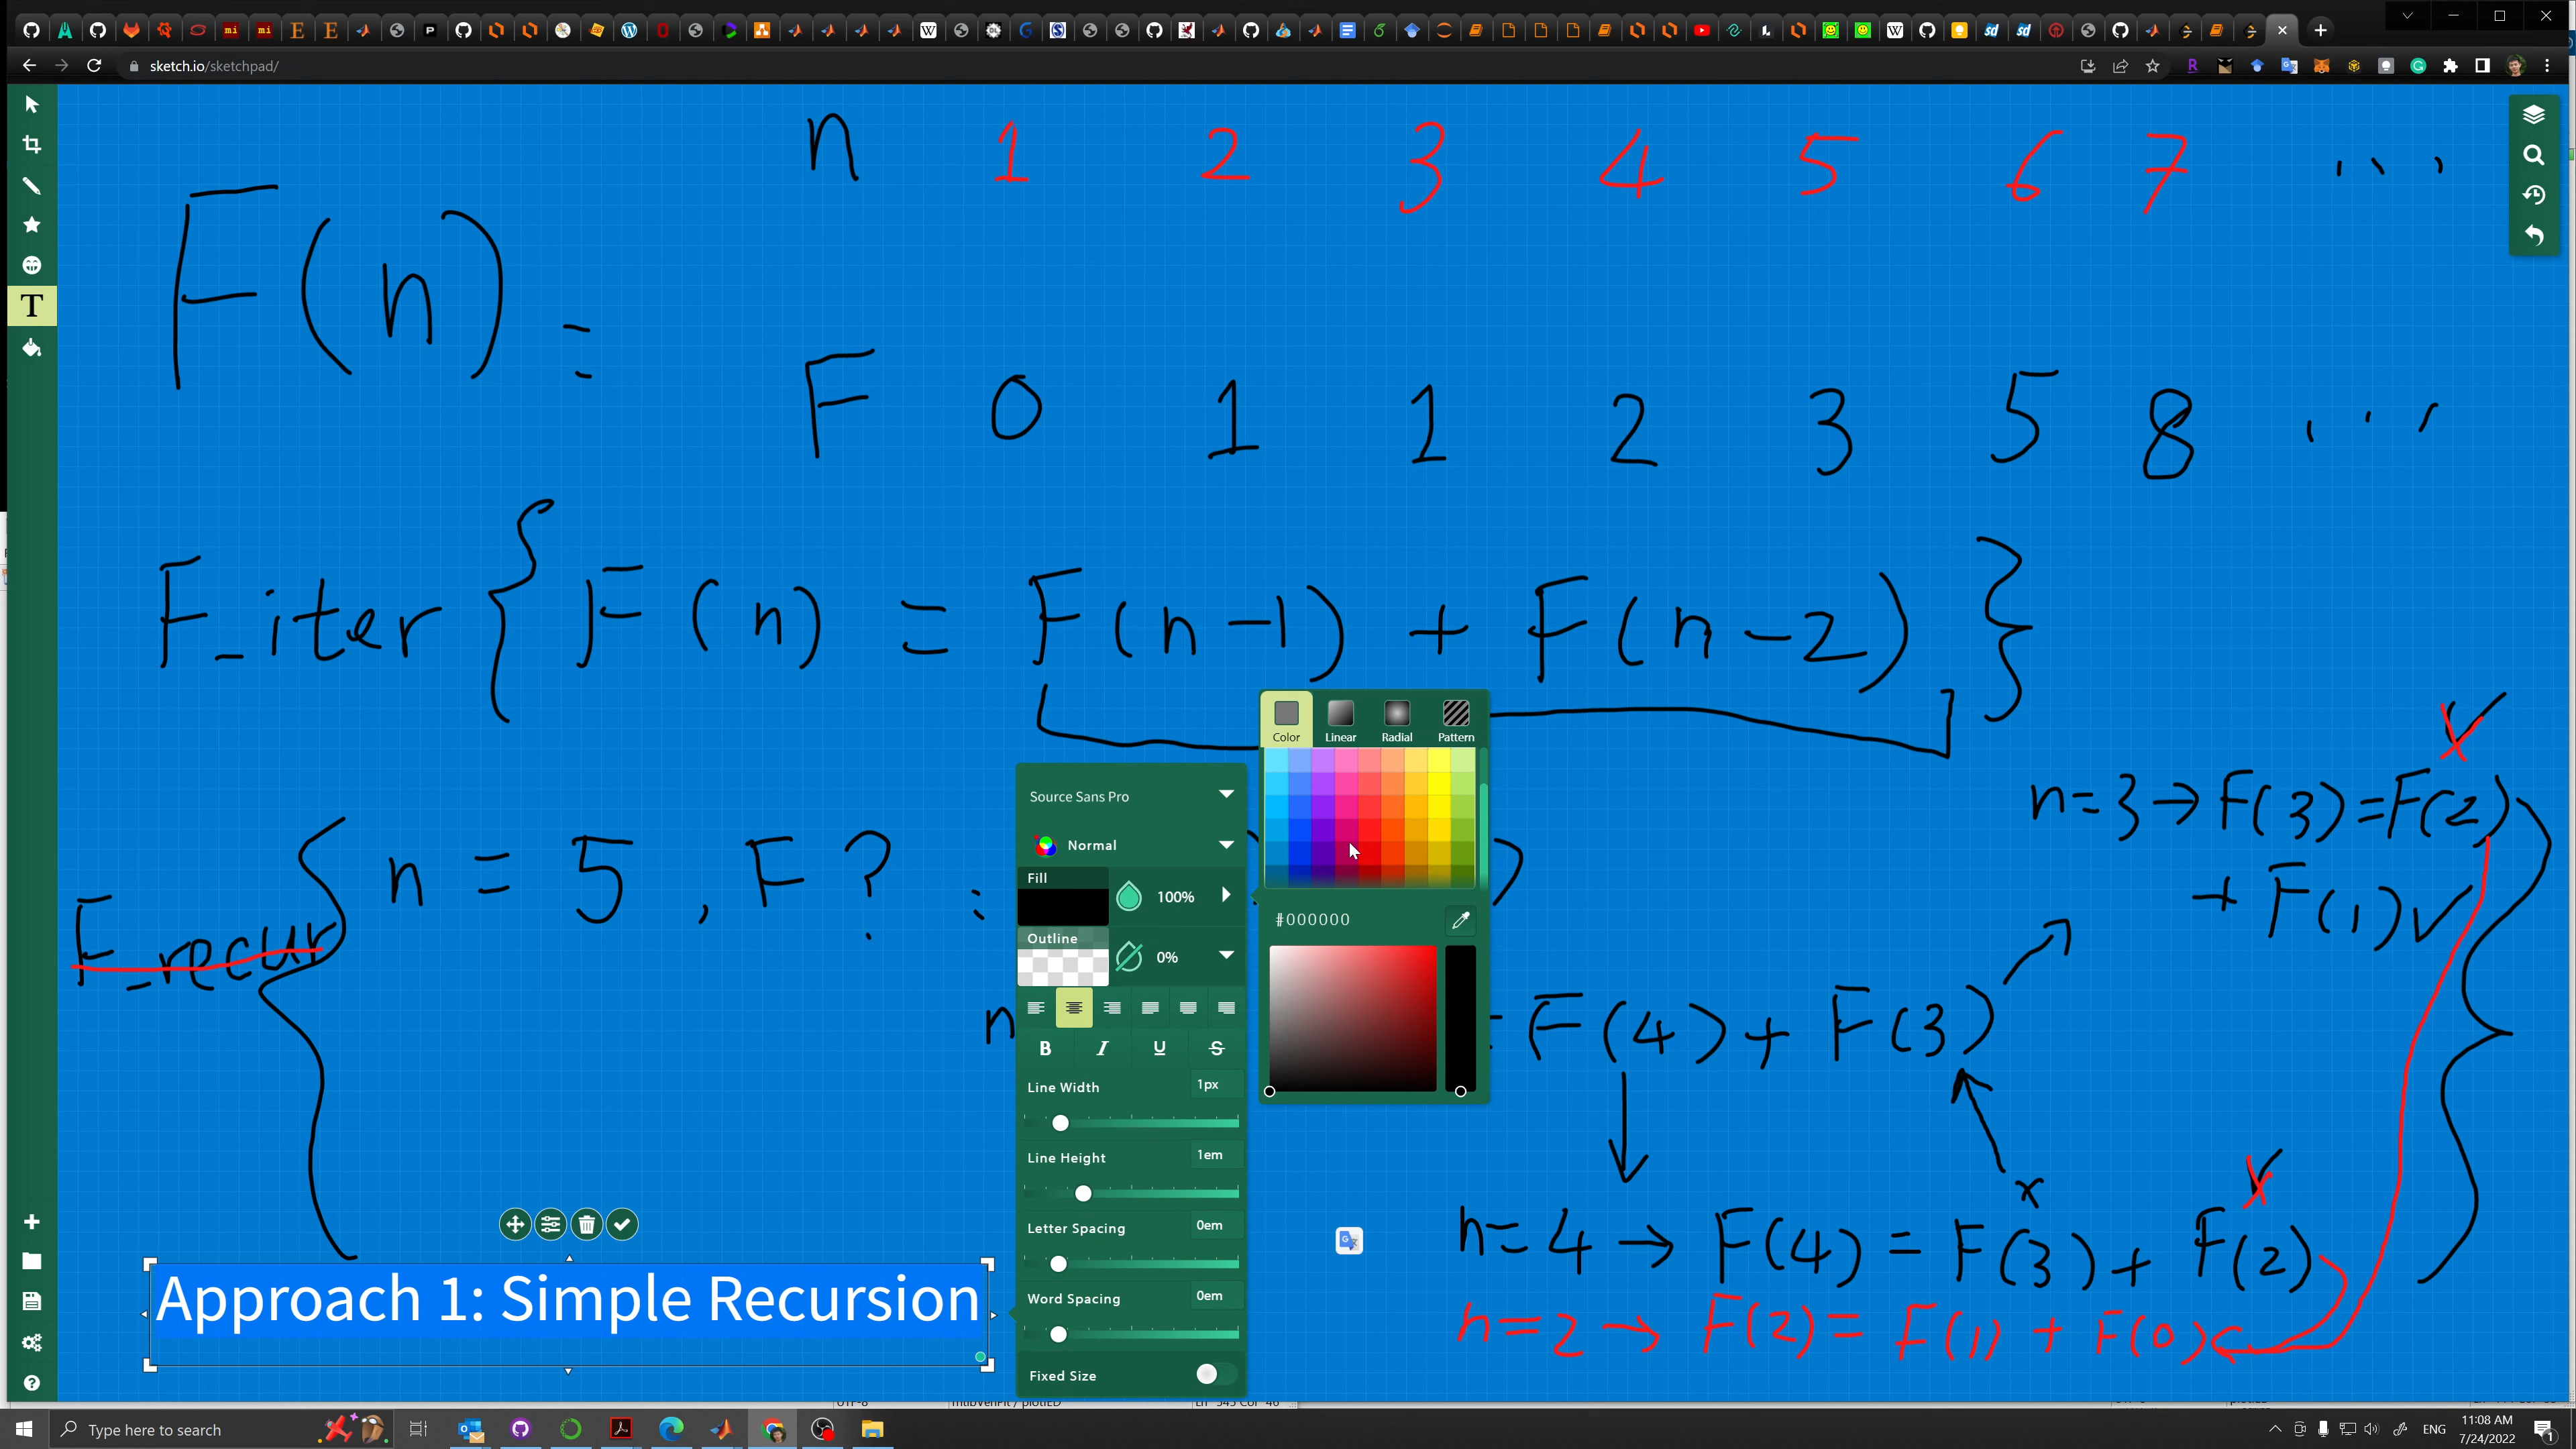 sketch.io/sketchpad/
n 1 2 3 4 5 6 7 ...
F(n) =
F 0 1 1 2 3 5 8 ...
F_iter { F(n) = F(n-1) + F(n-2) }
Color Linear Radial Pattern
Source Sans Pro
Normal
Fill
100%
#000000
Outline
0%
B I U S
Line Width 1px
Line Height 1em
Letter Spacing 0em
Word Spacing 0em
Fixed Size
n=3 → F(3)=F(2)
+ F(1)
F_recur { n = 5, F ? :
n
= F(4) + F(3)
x
n=4 → F(4) = F(3) + F(2)
n=2 → F(2) = F(1) + F(0)
Approach 1: Simple Recursion
UTF-8
Type here to search
ENG
11:08 AM
7/24/2022